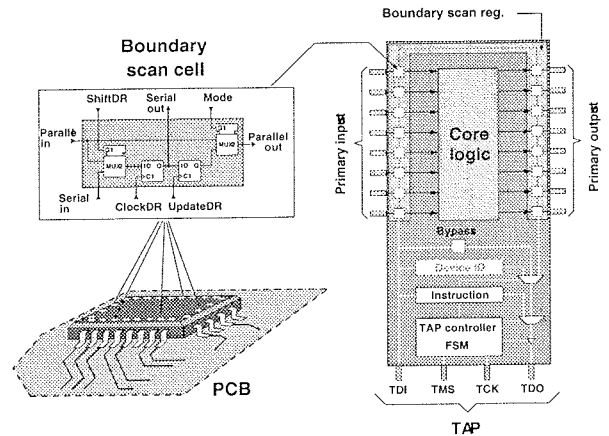 Boundary scan reg.
Boundary
scan cell
ShiftDR
Serial
out
Mode
Parallel
in
Parallel
out
MUX
1D Q
1D Q
MUX
C1
C1
Serial
in
ClockDR
UpdateDR
PCB
Primary input
Core
logic
Primary output
Bypass
Device ID
Instruction
TAP controller
FSM
TDI
TMS
TCK
TDO
TAP